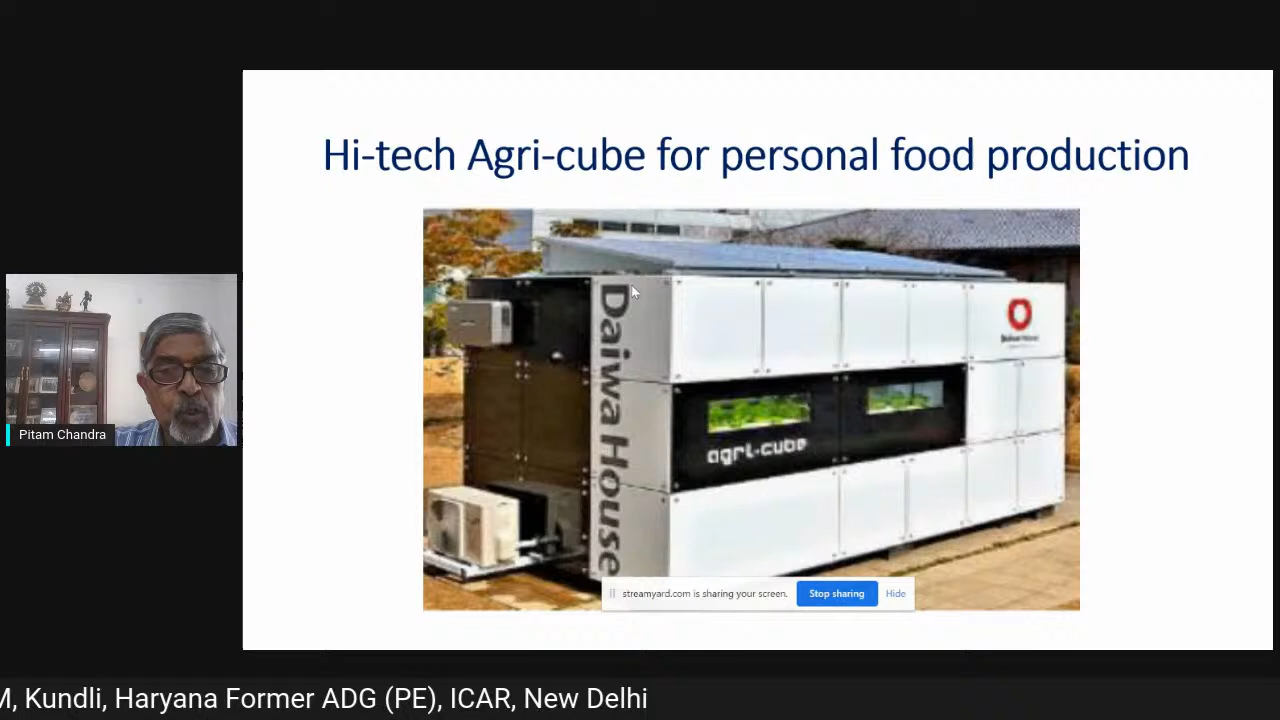 Hi-tech Agri-cube for personal food production
Daiwa House
agri-cube
Pitam Chandra
streamyard.com is sharing your screen.
Stop sharing
Hide
M, Kundli, Haryana Former ADG (PE), ICAR, New Delhi